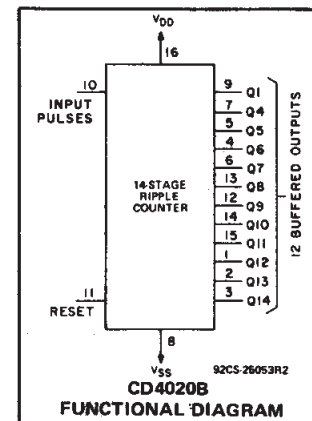 VDD
16
10
INPUT
PULSES
11
RESET
14-STAGE
RIPPLE
COUNTER
9 Q1
7 Q4
5 Q5
4 Q6
6 Q7
13 Q8
12 Q9
14 Q10
15 Q11
1 Q12
2 Q13
3 Q14
12 BUFFERED OUTPUTS
8
VSS
92CS-26053R2
CD4020B
FUNCTIONAL DIAGRAM